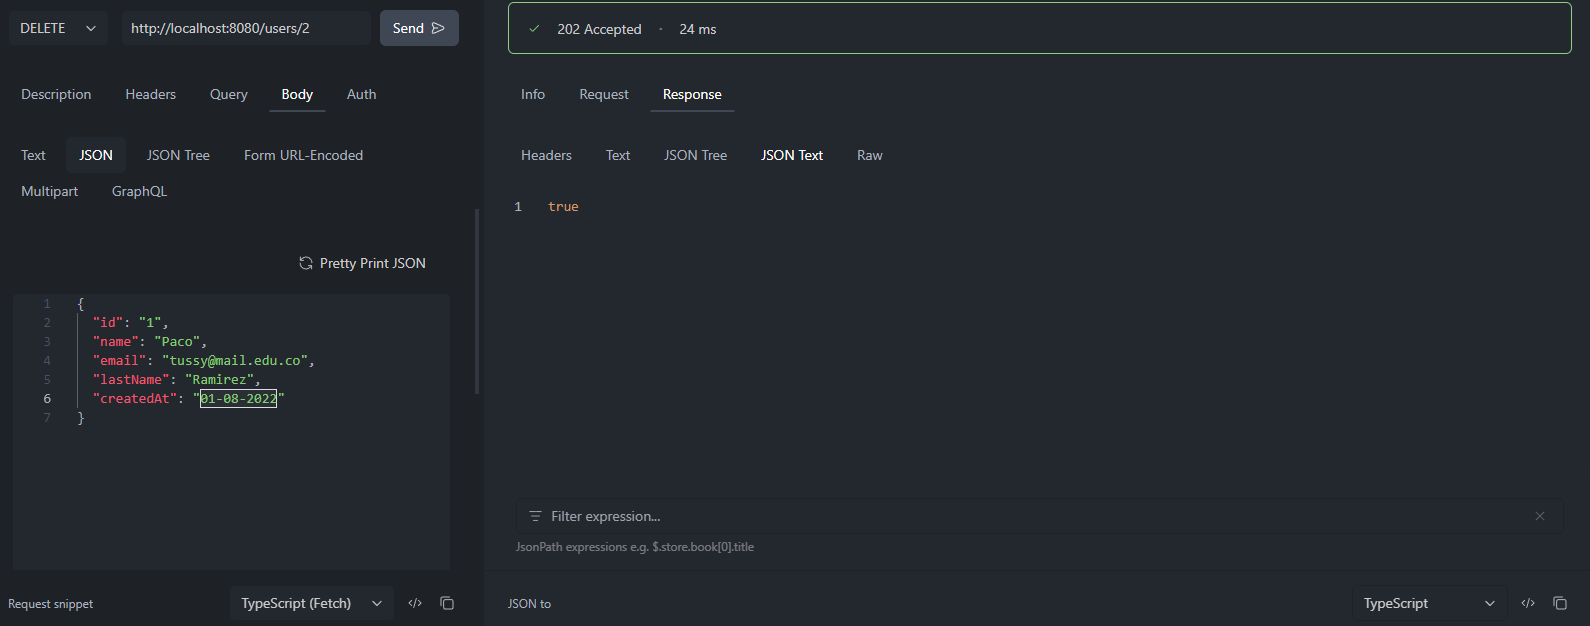 DELETE
http://localhost:8080/users/2
Send
Description Headers Query Body Auth
Text JSON JSON Tree Form URL-Encoded
Multipart GraphQL
Pretty Print JSON
1 {
2 "id": "1",
3 "name": "Paco",
4 "email": "tussy@mail.edu.co",
5 "lastName": "Ramirez",
6 "createdAt": "01-08-2022"
7 }
Request snippet TypeScript (Fetch) </>
202 Accepted · 24 ms
Info Request Response
Headers Text JSON Tree JSON Text Raw
1 true
Filter expression...
JsonPath expressions e.g. $.store.book[0].title
JSON to TypeScript </>